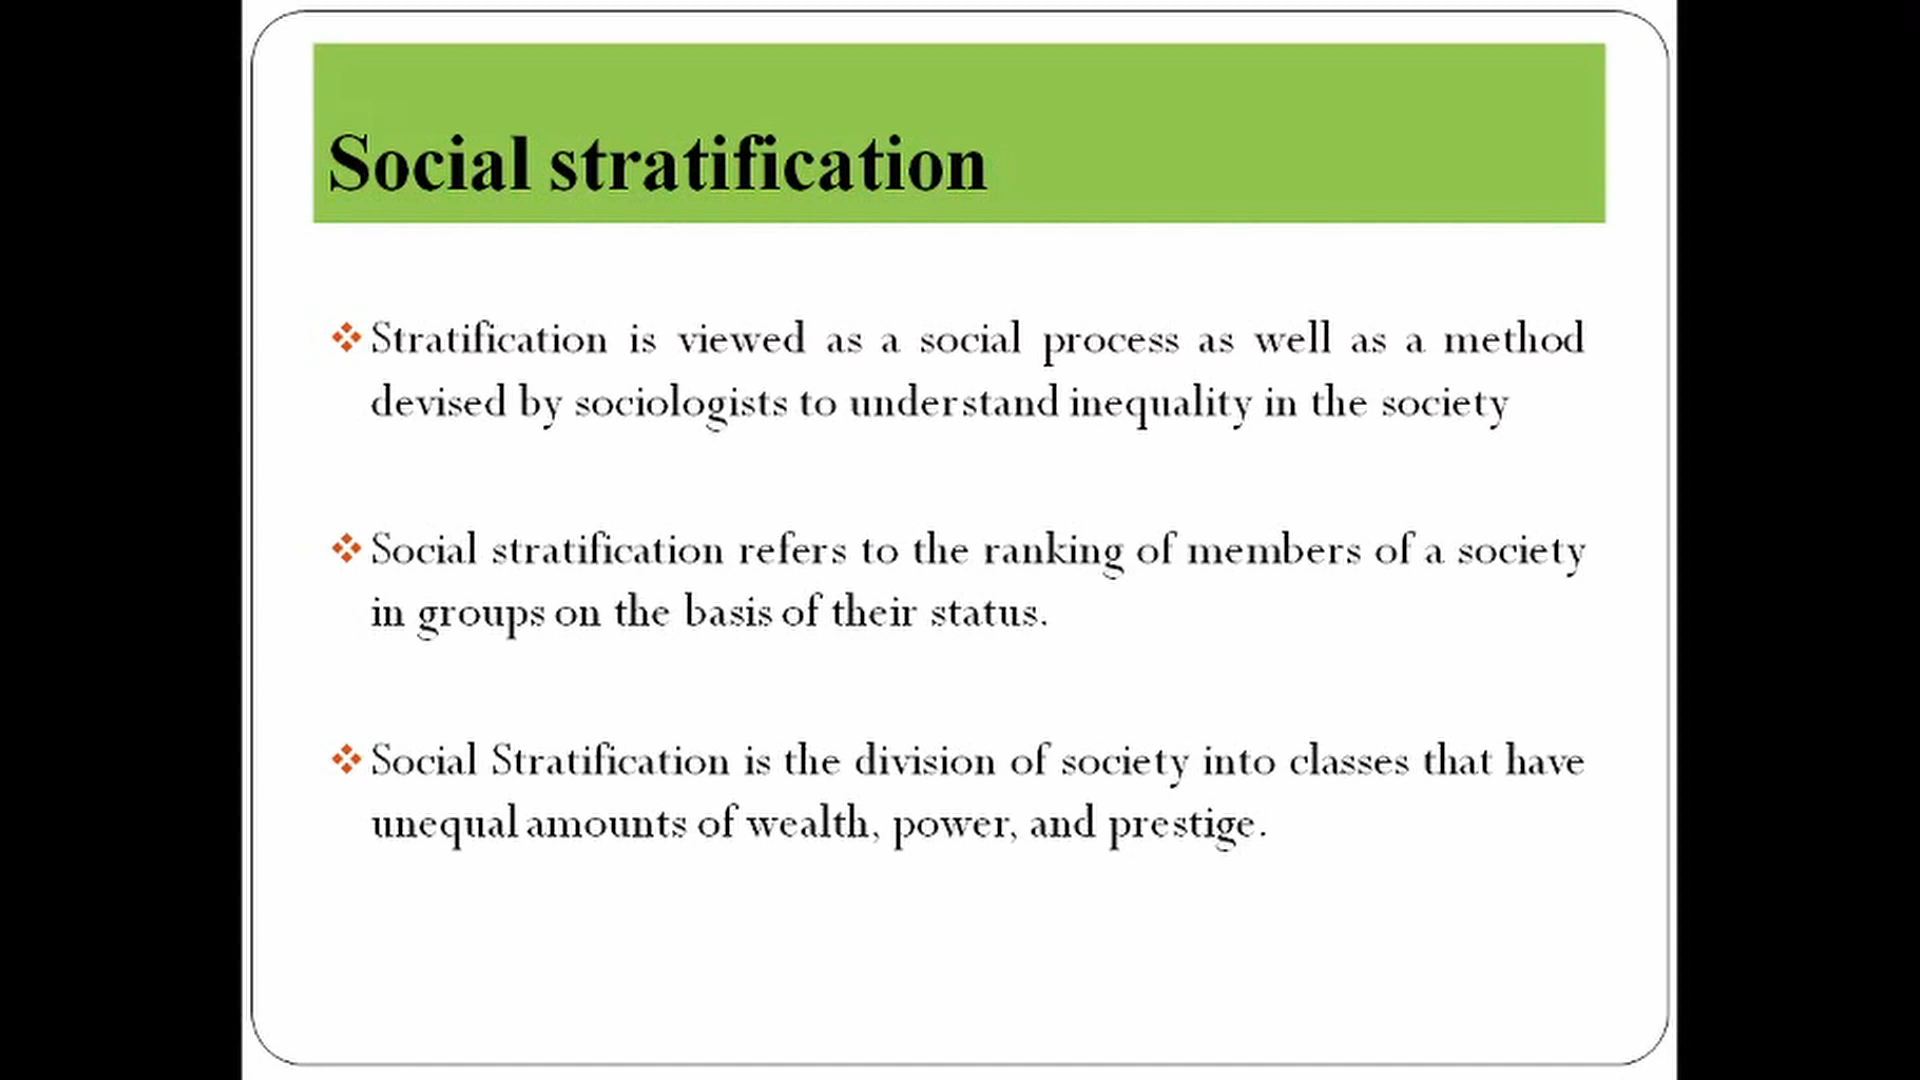 Social stratification
Stratification is viewed as a social process as well as a method
devised by sociologists to understand inequality in the society
Social stratification refers to the ranking of members of a society
in groups on the basis of their status.
Social Stratification is the division of society into classes that have
unequal amounts of wealth, power, and prestige.